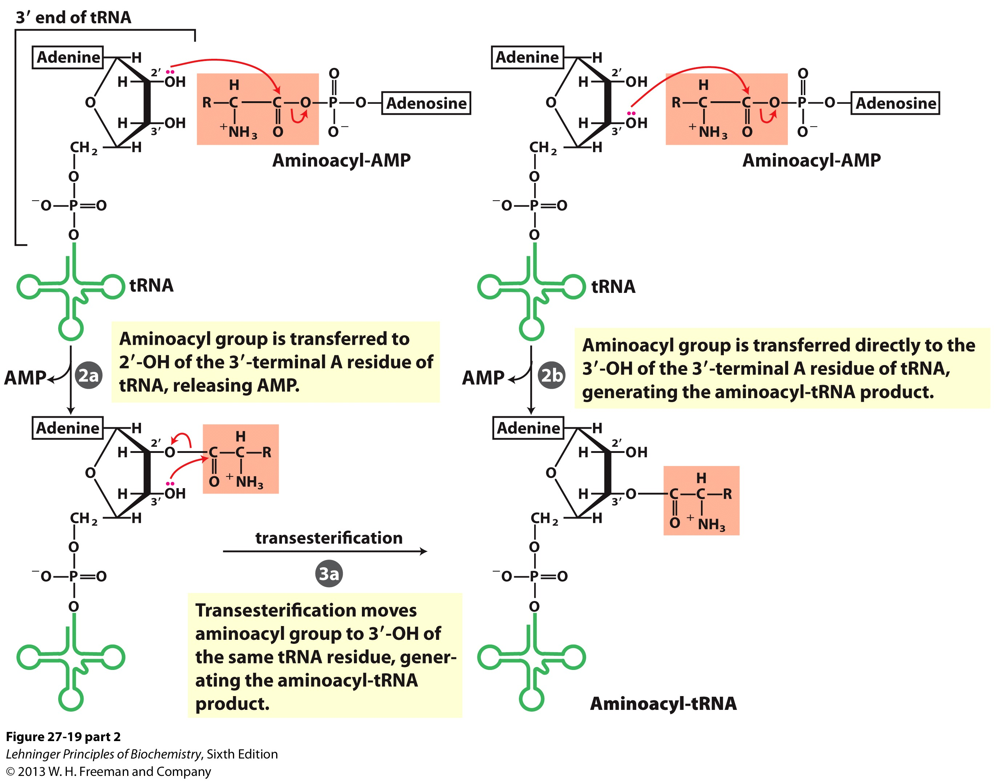 3′ end of tRNA
Adenine
H
H
2′
OH
O
H
OH
3′
CH2
H
O
−O
P
O
O
H
R
C
C
O
P
O
Adenosine
O
+NH3
O
O−
Aminoacyl-AMP
tRNA
Adenine
H
H
2′
OH
O
H
OH
3′
CH2
H
O
−O
P
O
O
H
R
C
C
O
P
O
Adenosine
O
+NH3
O
O−
Aminoacyl-AMP
tRNA
AMP
2a
Aminoacyl group is transferred to
2′-OH of the 3′-terminal A residue of
tRNA, releasing AMP.
AMP
2b
Aminoacyl group is transferred directly to the
3′-OH of the 3′-terminal A residue of tRNA,
generating the aminoacyl-tRNA product.
Adenine
H
H
2′
O
C
C
R
H
O
O
+NH3
H
OH
3′
CH2
H
O
−O
P
O
O
transesterification
3a
Transesterification moves
aminoacyl group to 3′-OH of
the same tRNA residue, gener-
ating the aminoacyl-tRNA
product.
Adenine
H
H
2′
OH
O
H
H
O
C
C
R
3′
O
+NH3
CH2
H
O
−O
P
O
O
Aminoacyl-tRNA
Figure 27-19 part 2
Lehninger Principles of Biochemistry, Sixth Edition
© 2013 W. H. Freeman and Company